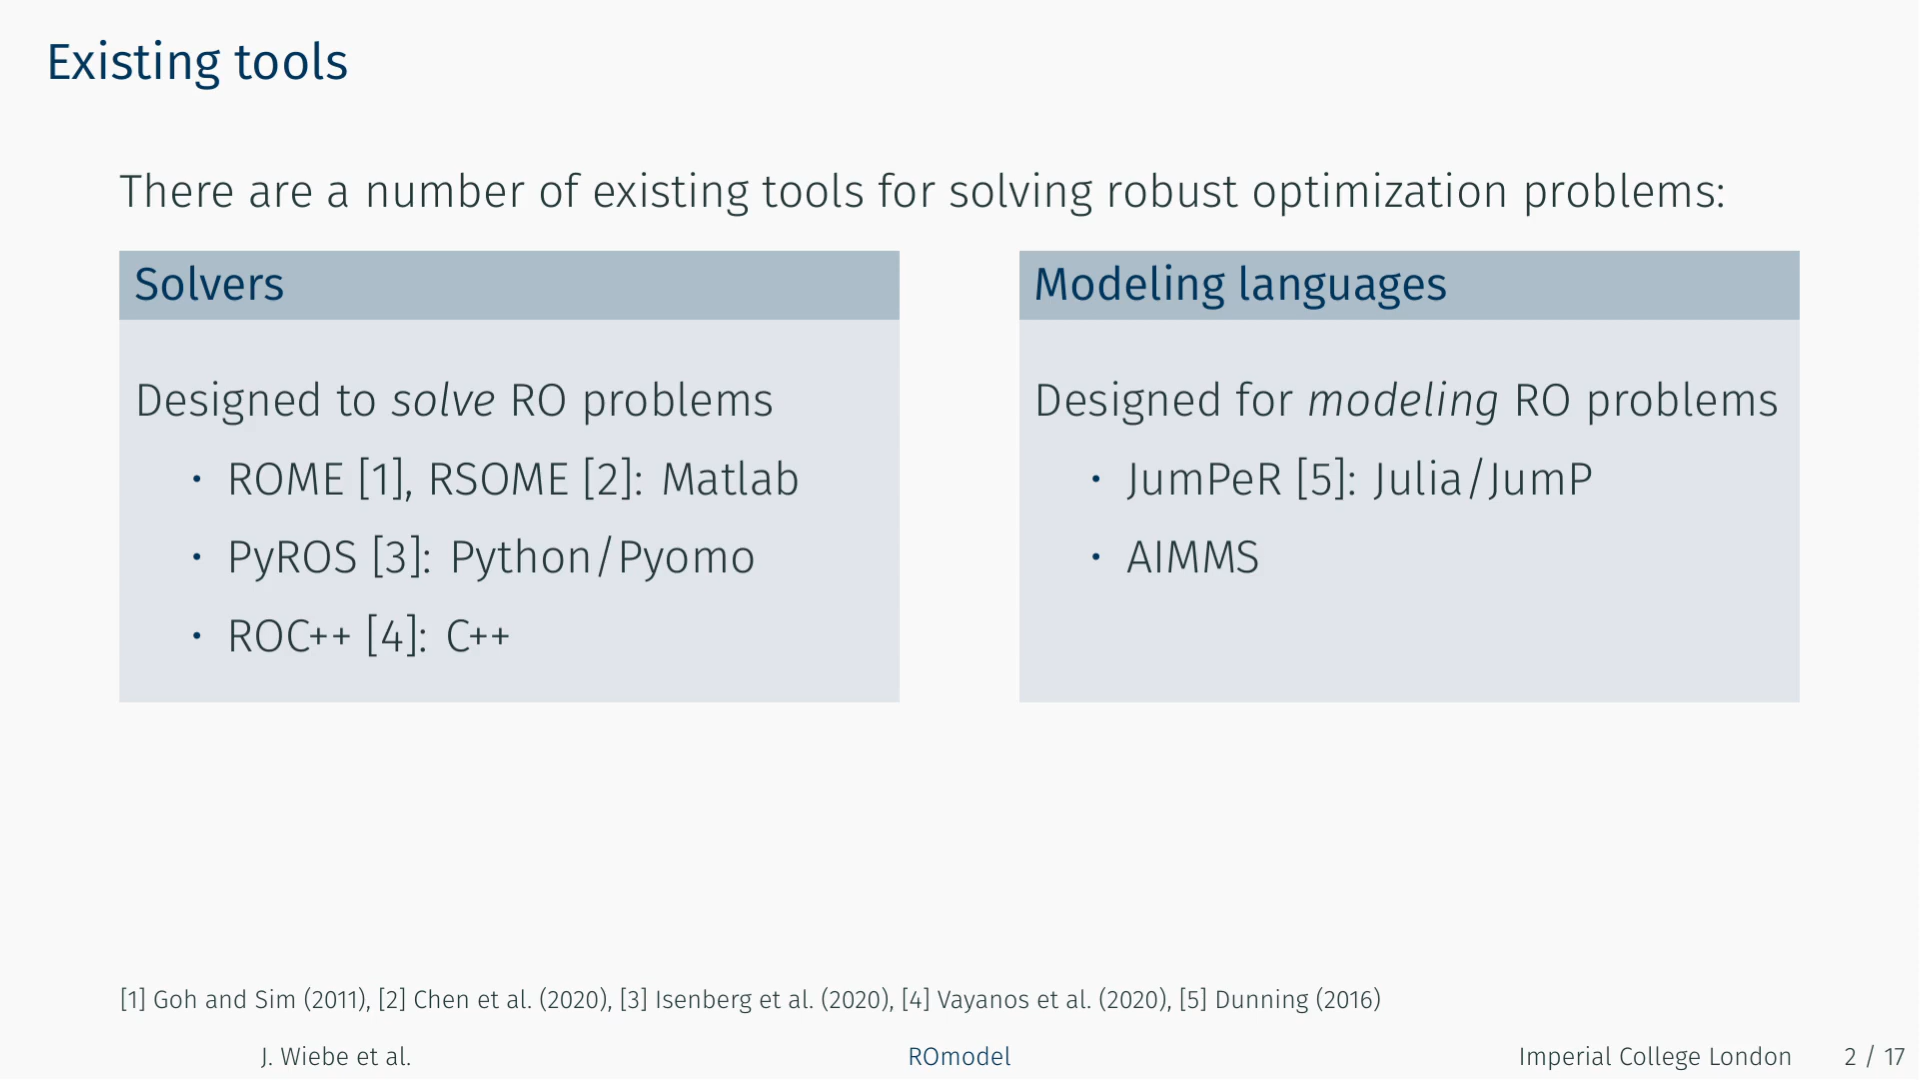 Existing tools
There are a number of existing tools for solving robust optimization problems:
Solvers
Designed to solve RO problems
• ROME [1], RSOME [2]: Matlab
• PyROS [3]: Python/Pyomo
• ROC++ [4]: C++
Modeling languages
Designed for modeling RO problems
• JumPeR [5]: Julia/JumP
• AIMMS
[1] Goh and Sim (2011), [2] Chen et al. (2020), [3] Isenberg et al. (2020), [4] Vayanos et al. (2020), [5] Dunning (2016)
J. Wiebe et al. ROmodel Imperial College London 2 / 17